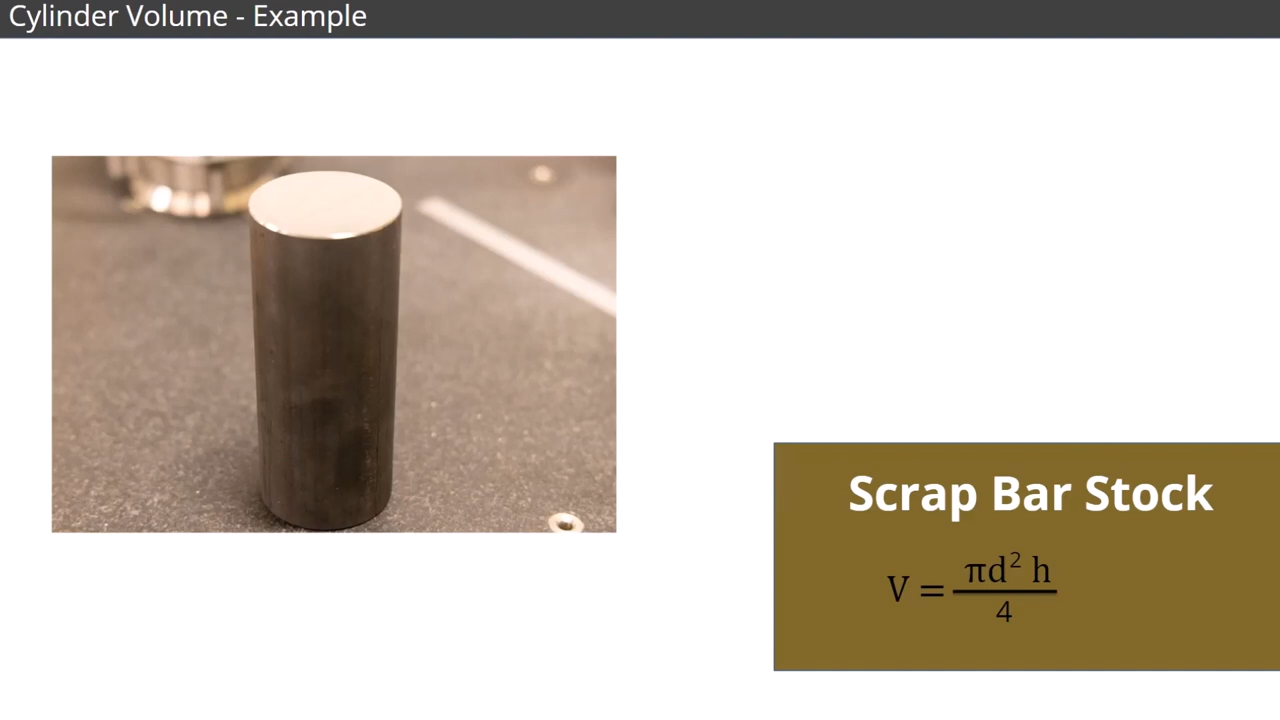 Cylinder Volume - Example
Scrap Bar Stock
V = πd² h / 4